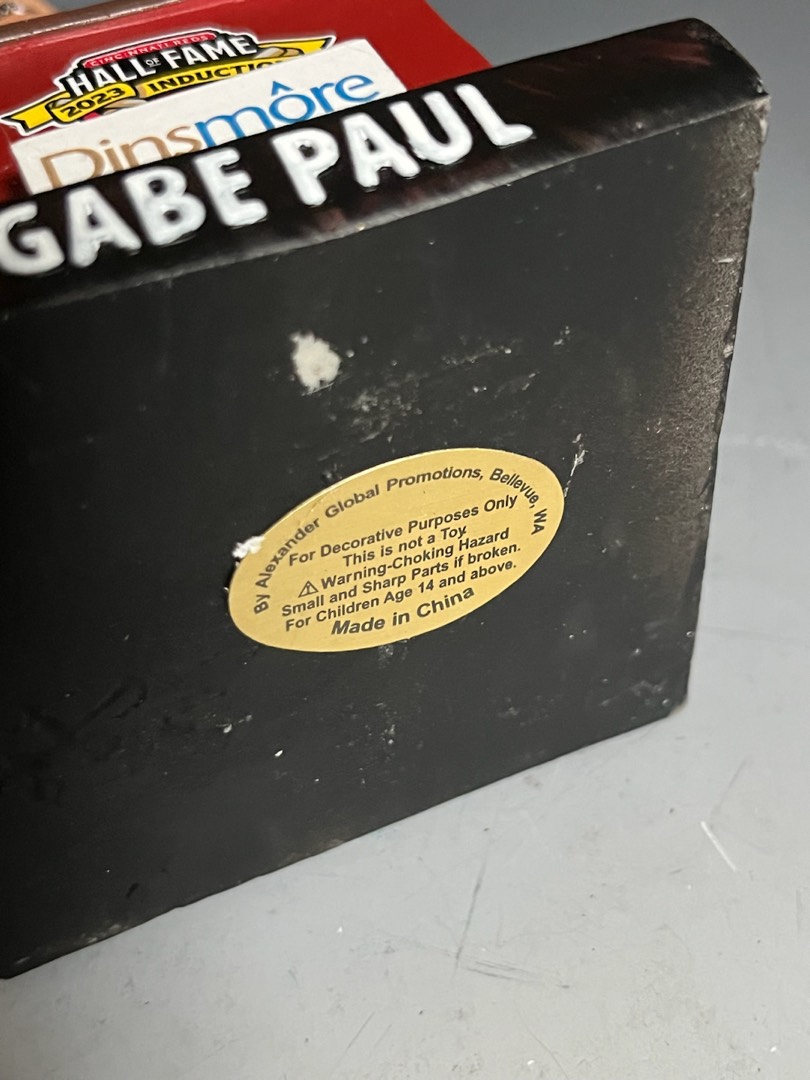 CINCINNATI REDS
HALL OF FAME
2023 INDUCTION
Dinsmôre
GABE PAUL
By Alexander Global Promotions, Bellevue, WA
For Decorative Purposes Only
This is not a Toy.
⚠Warning-Choking Hazard
Small and Sharp Parts if broken.
For Children Age 14 and above.
Made in China